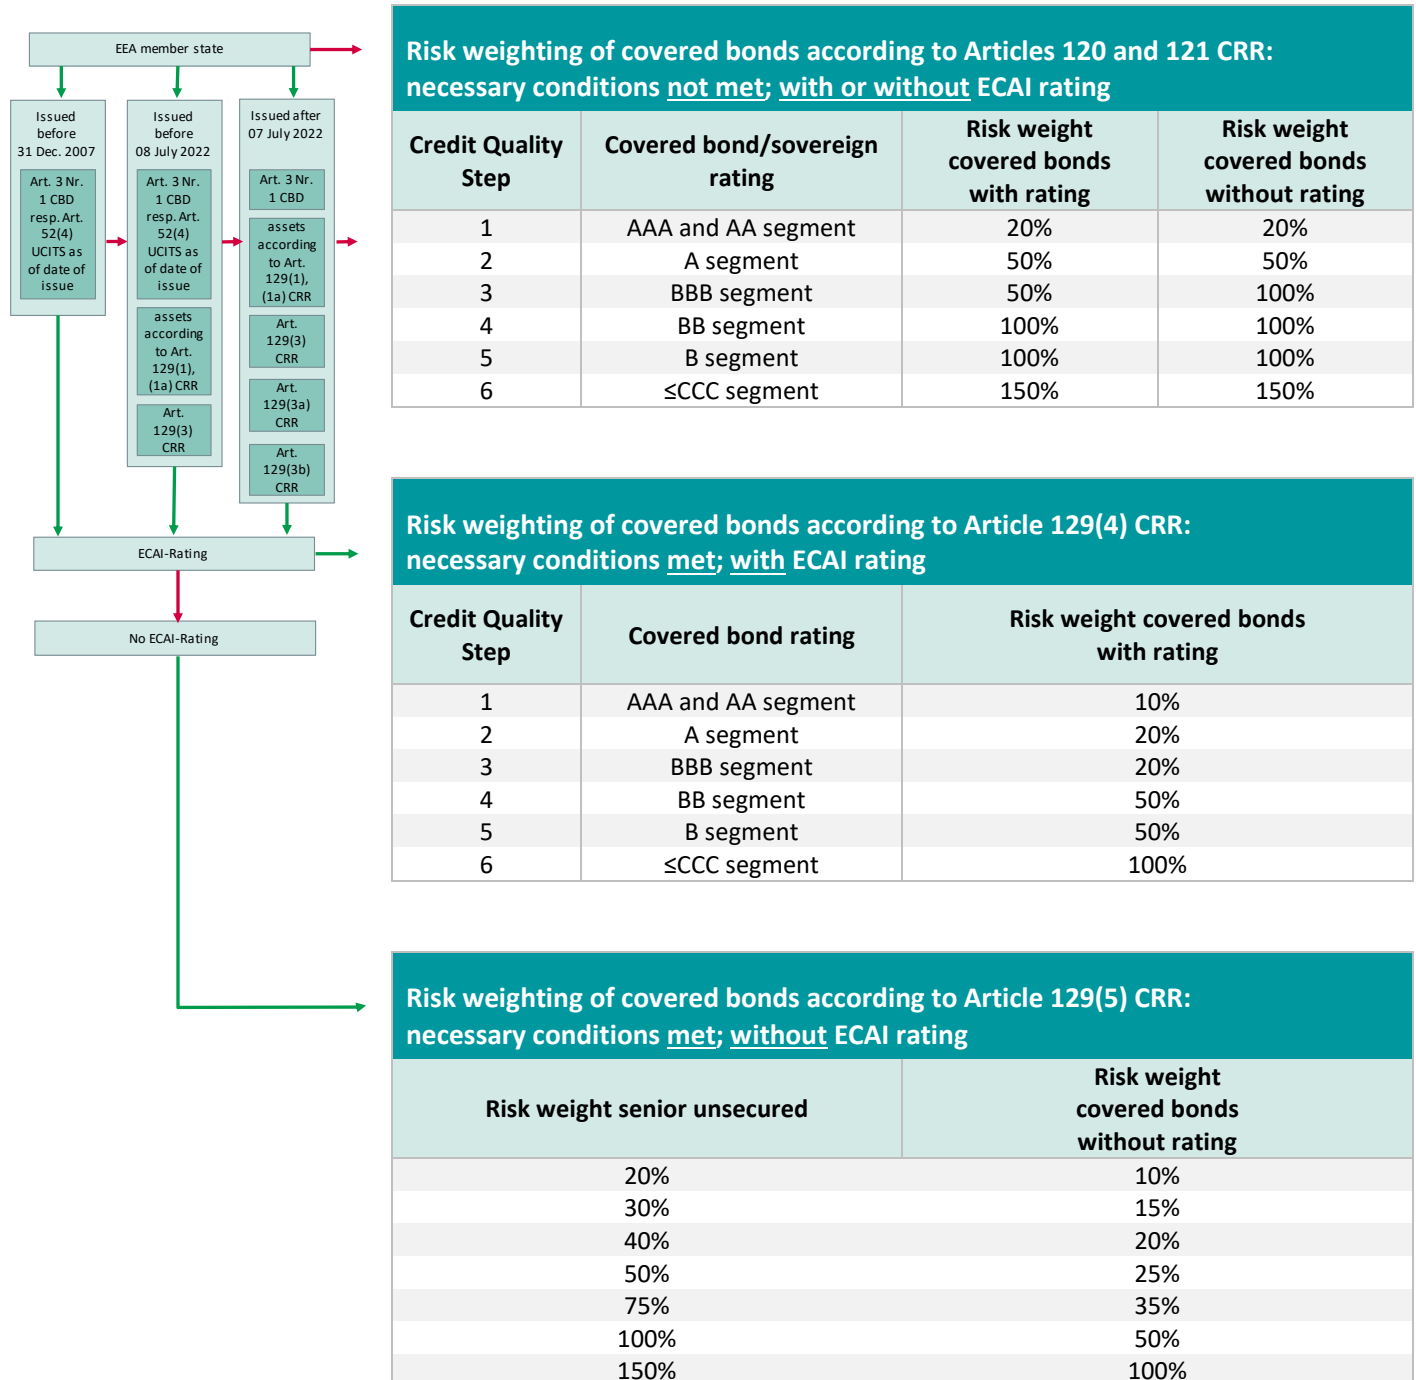 EEA member state
Issued
before
31 Dec. 2007
Art. 3 Nr.
1 CBD
resp. Art.
52(4)
UCITS as
of date of
issue
Issued
before
08 July 2022
Art. 3 Nr.
1 CBD
resp. Art.
52(4)
UCITS as
of date of
issue
assets
according
to Art.
129(1),
(1a) CRR
Art.
129(3)
CRR
Issued after
07 July 2022
Art. 3 Nr.
1 CBD
assets
according
to Art.
129(1),
(1a) CRR
Art.
129(3)
CRR
Art.
129(3a)
CRR
Art.
129(3b)
CRR
ECAI-Rating
No ECAI-Rating
Risk weighting of covered bonds according to Articles 120 and 121 CRR:
necessary conditions not met; with or without ECAI rating
Credit Quality
Step
Covered bond/sovereign
rating
Risk weight
covered bonds
with rating
Risk weight
covered bonds
without rating
1 AAA and AA segment 20% 20%
2 A segment 50% 50%
3 BBB segment 50% 100%
4 BB segment 100% 100%
5 B segment 100% 100%
6 ≤CCC segment 150% 150%
Risk weighting of covered bonds according to Article 129(4) CRR:
necessary conditions met; with ECAI rating
Credit Quality
Step
Covered bond rating
Risk weight covered bonds
with rating
1 AAA and AA segment 10%
2 A segment 20%
3 BBB segment 20%
4 BB segment 50%
5 B segment 50%
6 ≤CCC segment 100%
Risk weighting of covered bonds according to Article 129(5) CRR:
necessary conditions met; without ECAI rating
Risk weight senior unsecured
Risk weight
covered bonds
without rating
20% 10%
30% 15%
40% 20%
50% 25%
75% 35%
100% 50%
150% 100%